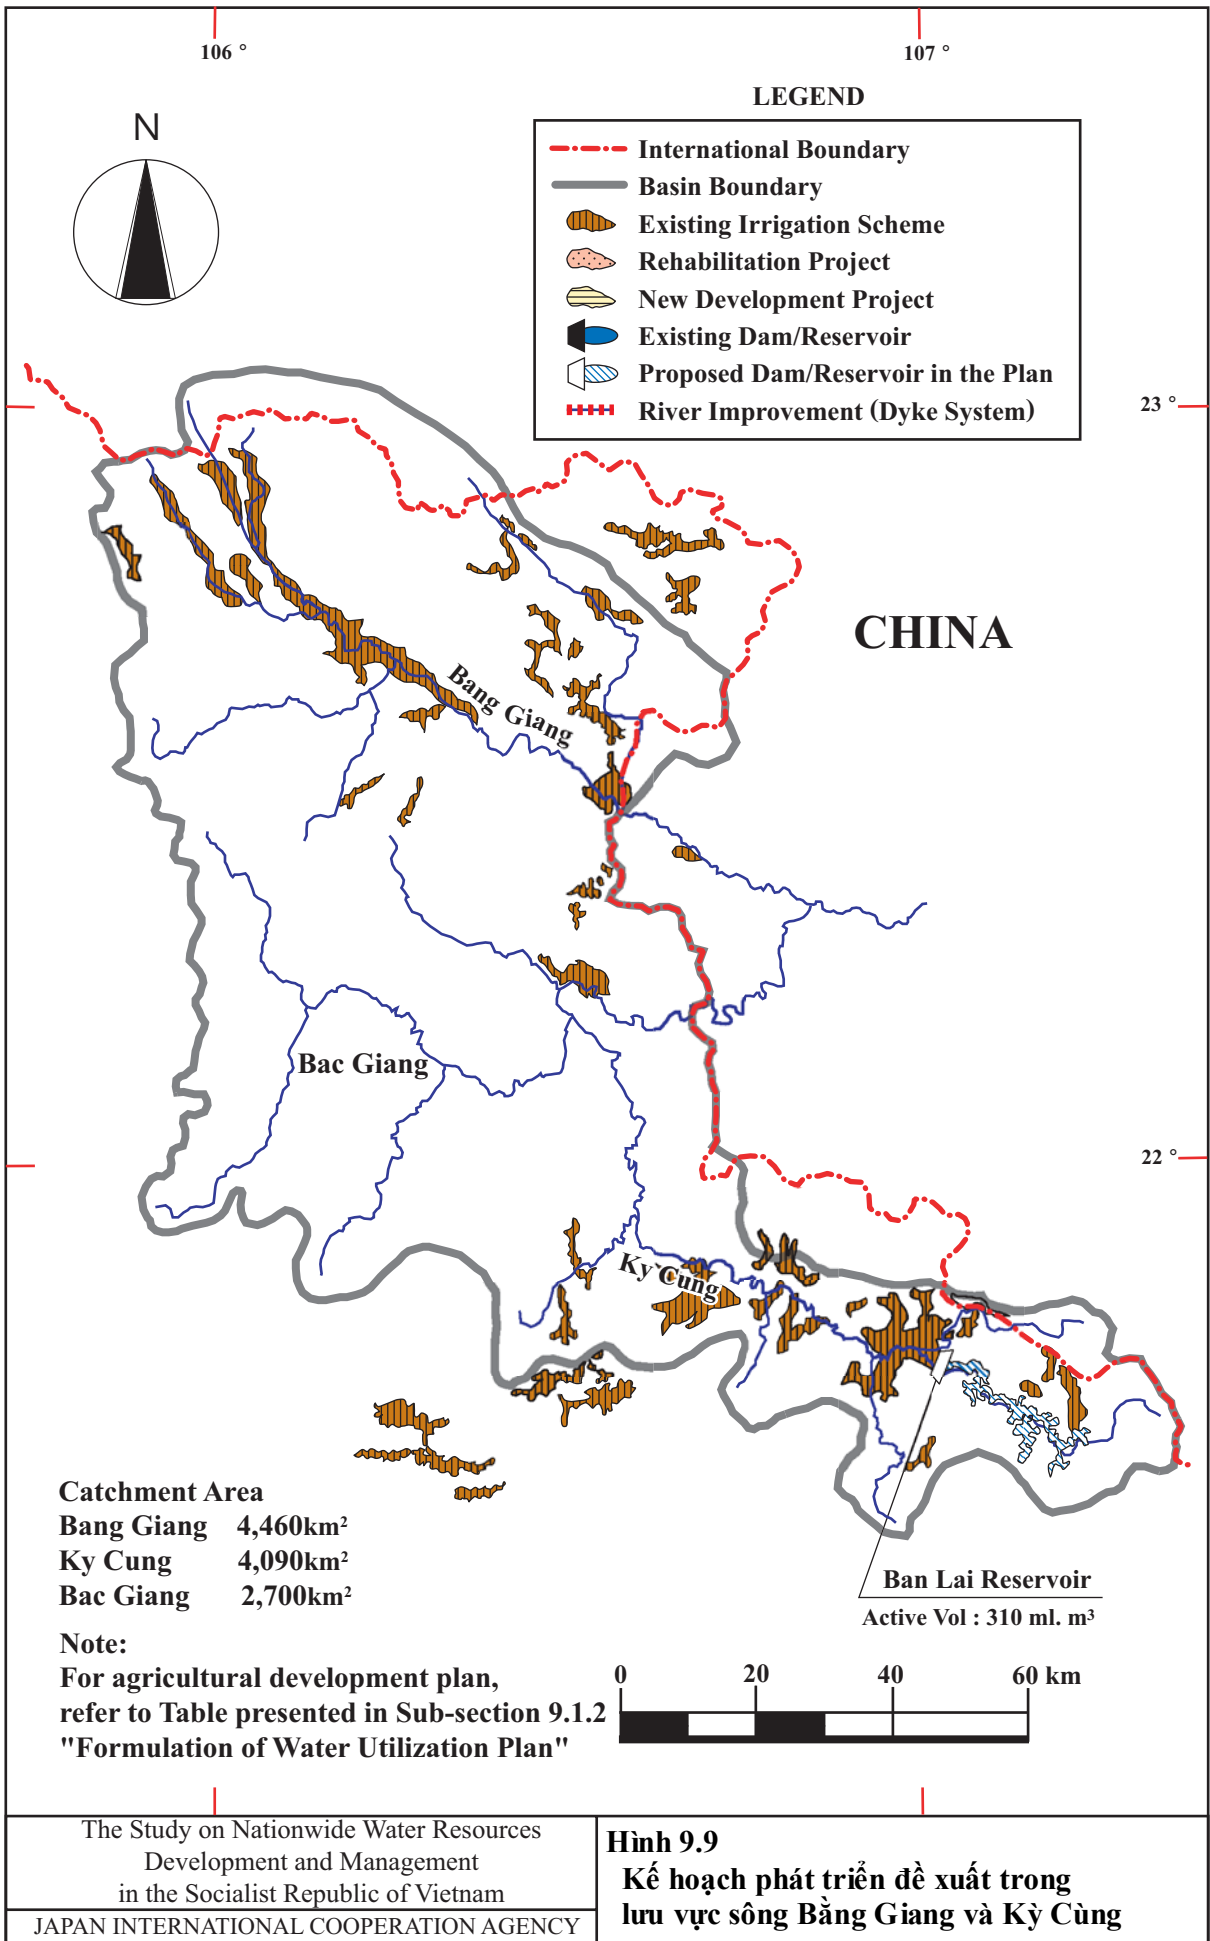 106 °
107 °
LEGEND
N
International Boundary
Basin Boundary
Existing Irrigation Scheme
Rehabilitation Project
New Development Project
Existing Dam/Reservoir
Proposed Dam/Reservoir in the Plan
River Improvement (Dyke System)
23 °
CHINA
Bang Giang
Bac Giang
22 °
Ky Cung
Catchment Area
Bang Giang 4,460km²
Ky Cung 4,090km²
Bac Giang 2,700km²
Ban Lai Reservoir
Active Vol : 310 ml. m³
Note:
For agricultural development plan,
refer to Table presented in Sub-section 9.1.2
"Formulation of Water Utilization Plan"
0 20 40 60 km
The Study on Nationwide Water Resources
Development and Management
in the Socialist Republic of Vietnam
JAPAN INTERNATIONAL COOPERATION AGENCY
Hình 9.9
Kế hoạch phát triển đề xuất trong
lưu vực sông Bằng Giang và Kỳ Cùng